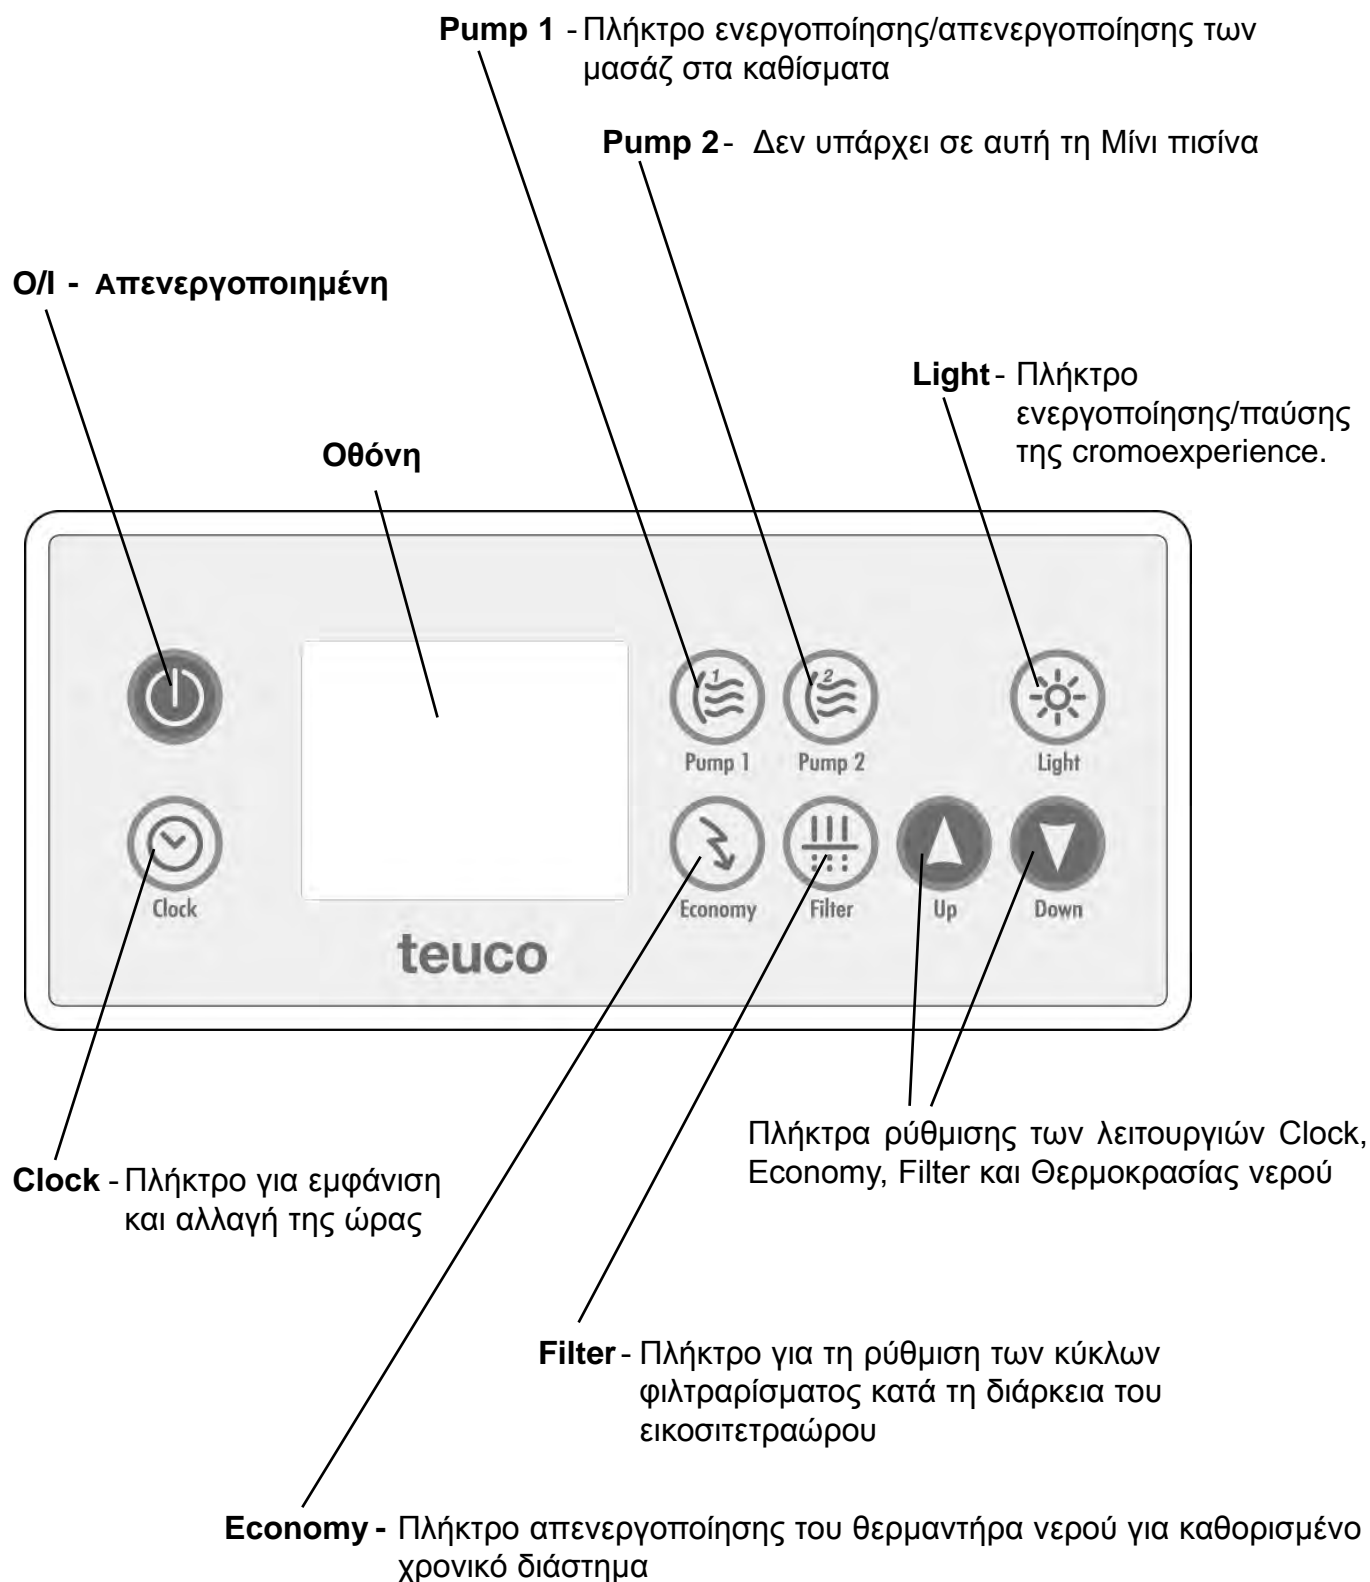 Pump 1 - Πλήκτρο ενεργοποίησης/απενεργοποίησης των
μασάζ στα καθίσματα
Pump 2 - Δεν υπάρχει σε αυτή τη Μίνι πισίνα
O/I - Απενεργοποιημένη
Light - Πλήκτρο
ενεργοποίησης/παύσης
της cromoexperience.
Οθόνη
1
2
Pump 1
Pump 2
Light
Clock
Economy
Filter
Up
Down
teuco
Πλήκτρα ρύθμισης των λειτουργιών Clock,
Economy, Filter και Θερμοκρασίας νερού
Clock - Πλήκτρο για εμφάνιση
και αλλαγή της ώρας
Filter - Πλήκτρο για τη ρύθμιση των κύκλων
φιλτραρίσματος κατά τη διάρκεια του
εικοσιτετραώρου
Economy - Πλήκτρο απενεργοποίησης του θερμαντήρα νερού για καθορισμένο
χρονικό διάστημα